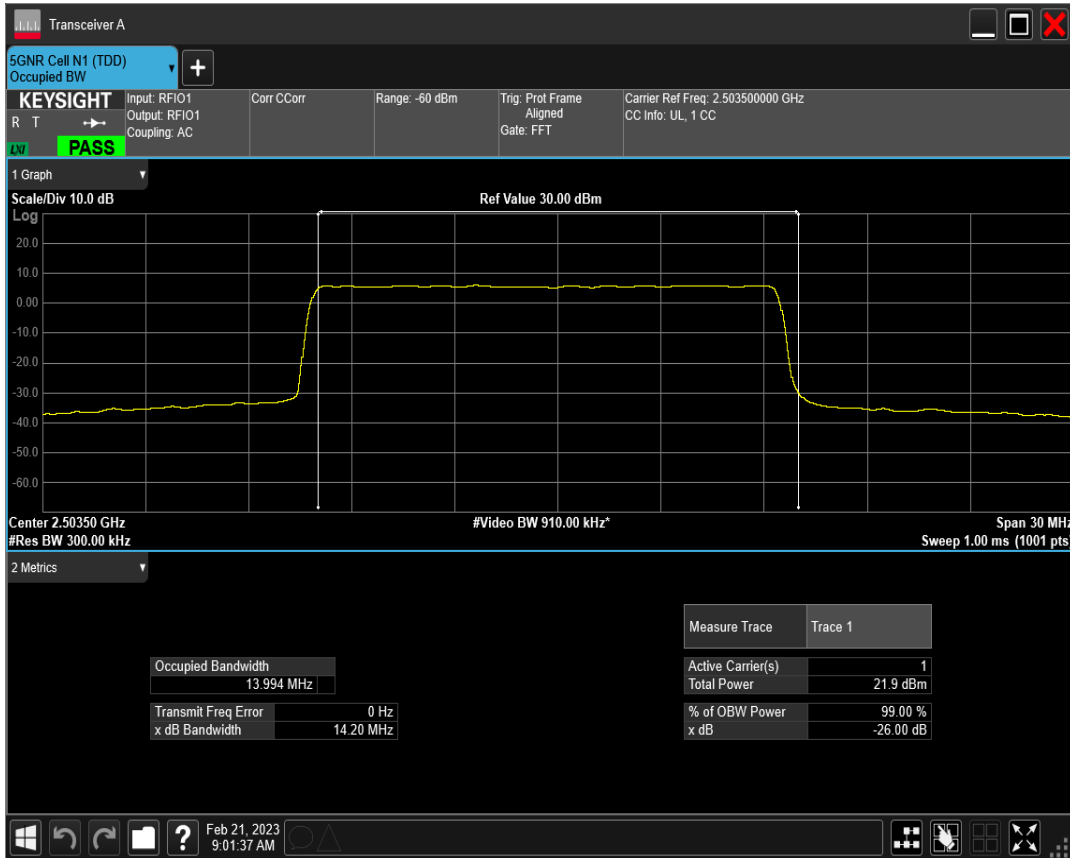 Transceiver A
5GNR Cell N1 (TDD)
Occupied BW
+
KEYSIGHT
R T
LXI
PASS
Input: RFIO1
Output: RFIO1
Coupling: AC
Corr CCorr
Range: -60 dBm
Trig: Prot Frame
Aligned
Gate: FFT
Carrier Ref Freq: 2.503500000 GHz
CC Info: UL, 1 CC
1 Graph
Scale/Div 10.0 dB
Ref Value 30.00 dBm
Log
20.0
10.0
0.00
-10.0
-20.0
-30.0
-40.0
-50.0
-60.0
Center 2.50350 GHz
#Video BW 910.00 kHz*
Span 30 MHz
#Res BW 300.00 kHz
Sweep 1.00 ms (1001 pts)
2 Metrics
Measure Trace Trace 1
Occupied Bandwidth
13.994 MHz
Active Carrier(s) 1
Total Power 21.9 dBm
Transmit Freq Error 0 Hz
x dB Bandwidth 14.20 MHz
% of OBW Power 99.00 %
x dB -26.00 dB
?
Feb 21, 2023
9:01:37 AM